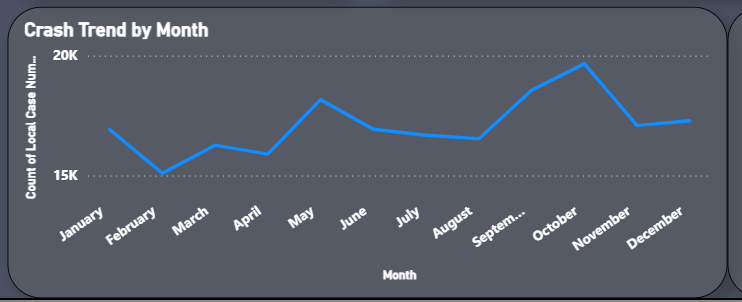 Crash Trend by Month
Count of Local Case Num...
20K
15K
January
February
March
April
May
June
July
August
Septem...
October
November
December
Month